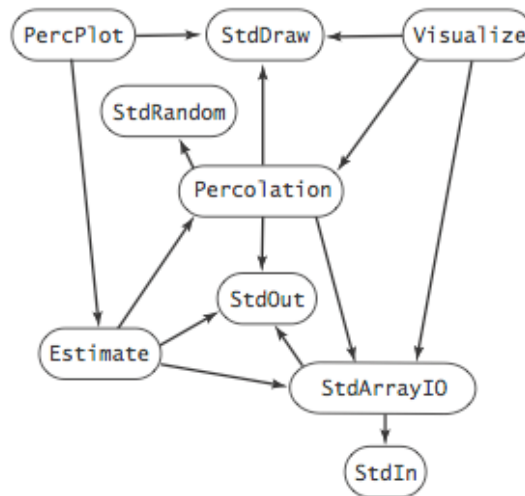 PercPlot
StdDraw
Visualize
StdRandom
Percolation
StdOut
Estimate
StdArrayIO
StdIn